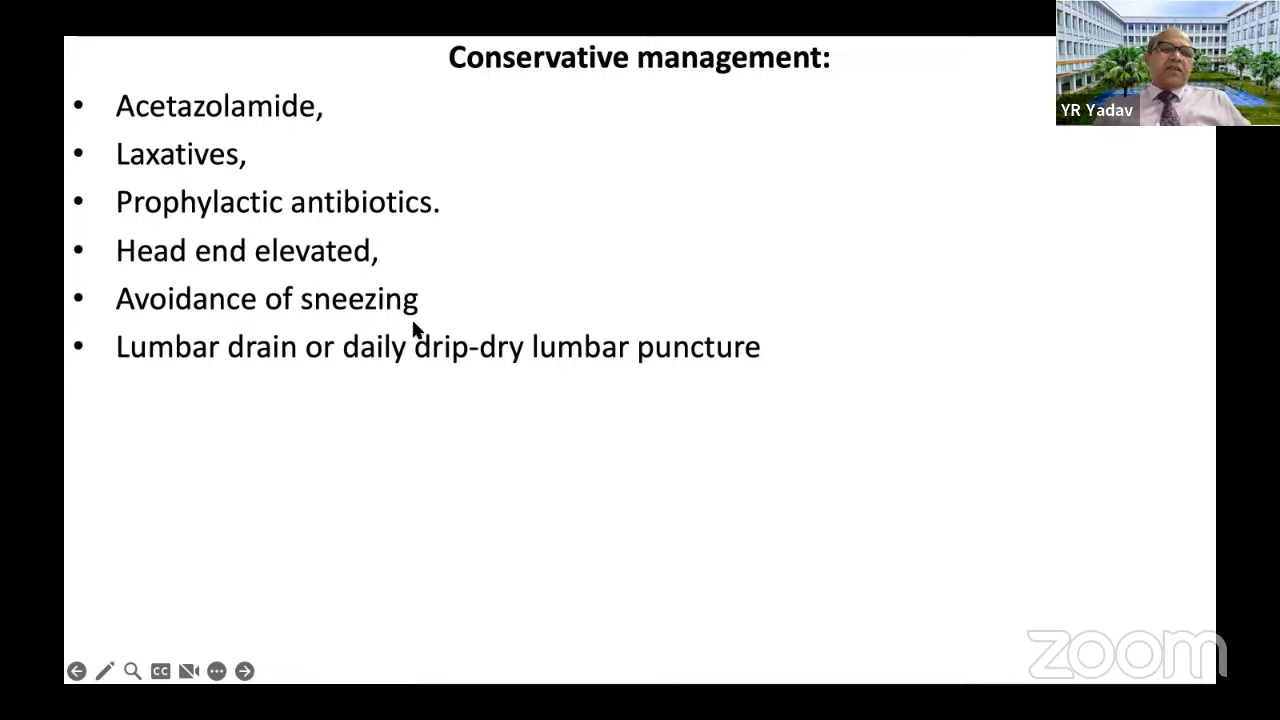 Conservative management:
• Acetazolamide,
• Laxatives,
• Prophylactic antibiotics.
• Head end elevated,
• Avoidance of sneezing
• Lumbar drain or daily drip-dry lumbar puncture
YR Yadav
CC
zoom